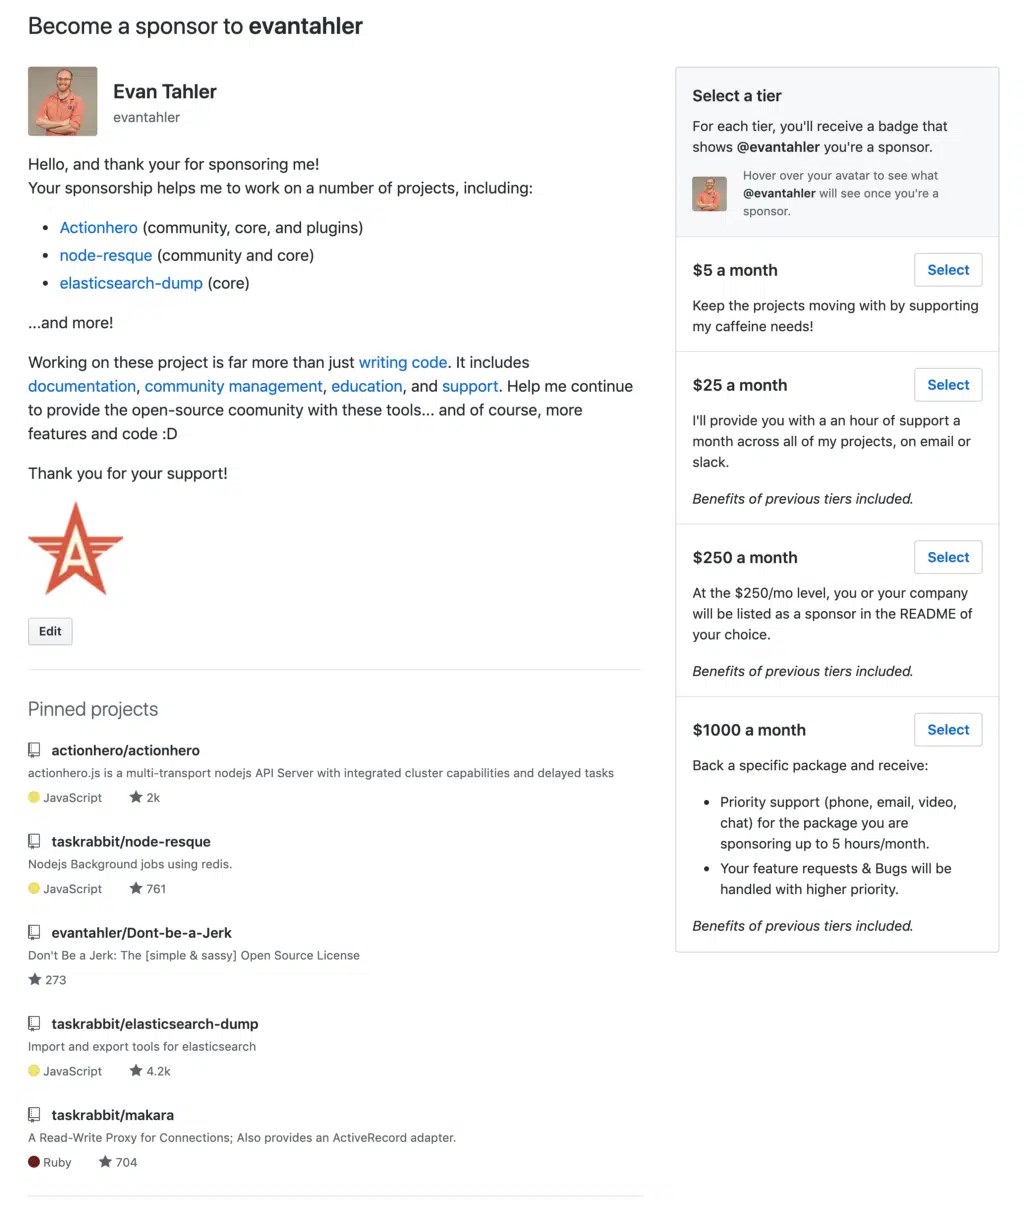 Become a sponsor to evantahler
Evan Tahler
evantahler
Hello, and thank your for sponsoring me!
Your sponsorship helps me to work on a number of projects, including:
• Actionhero (community, core, and plugins)
• node-resque (community and core)
• elasticsearch-dump (core)
...and more!
Working on these project is far more than just writing code. It includes
documentation, community management, education, and support. Help me continue
to provide the open-source coomunity with these tools... and of course, more
features and code :D
Thank you for your support!
A
Edit
Pinned projects
actionhero/actionhero
actionhero.js is a multi-transport nodejs API Server with integrated cluster capabilities and delayed tasks
JavaScript 2k
taskrabbit/node-resque
Nodejs Background jobs using redis.
JavaScript 761
evantahler/Dont-be-a-Jerk
Don't Be a Jerk: The [simple & sassy] Open Source License
273
taskrabbit/elasticsearch-dump
Import and export tools for elasticsearch
JavaScript 4.2k
taskrabbit/makara
A Read-Write Proxy for Connections; Also provides an ActiveRecord adapter.
Ruby 704
Select a tier
For each tier, you'll receive a badge that
shows @evantahler you're a sponsor.
Hover over your avatar to see what
@evantahler will see once you're a
sponsor.
$5 a month Select
Keep the projects moving with by supporting
my caffeine needs!
$25 a month Select
I'll provide you with a an hour of support a
month across all of my projects, on email or
slack.
Benefits of previous tiers included.
$250 a month Select
At the $250/mo level, you or your company
will be listed as a sponsor in the README of
your choice.
Benefits of previous tiers included.
$1000 a month Select
Back a specific package and receive:
• Priority support (phone, email, video,
chat) for the package you are
sponsoring up to 5 hours/month.
• Your feature requests & Bugs will be
handled with higher priority.
Benefits of previous tiers included.